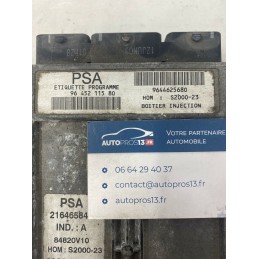 PSA
ETIQUETTE PROGRAMME
96 452 115 80
9644625680
HOM : S2000-23
BOITIER INJECTION
AUTOPROS13.FR
VOTRE PARTENAIRE
AUTOMOBILE
06 64 29 40 37
contact@autopros13.fr
autopros13.fr
PSA
21646584
IND. : A
84820V10
HOM : S2000-23